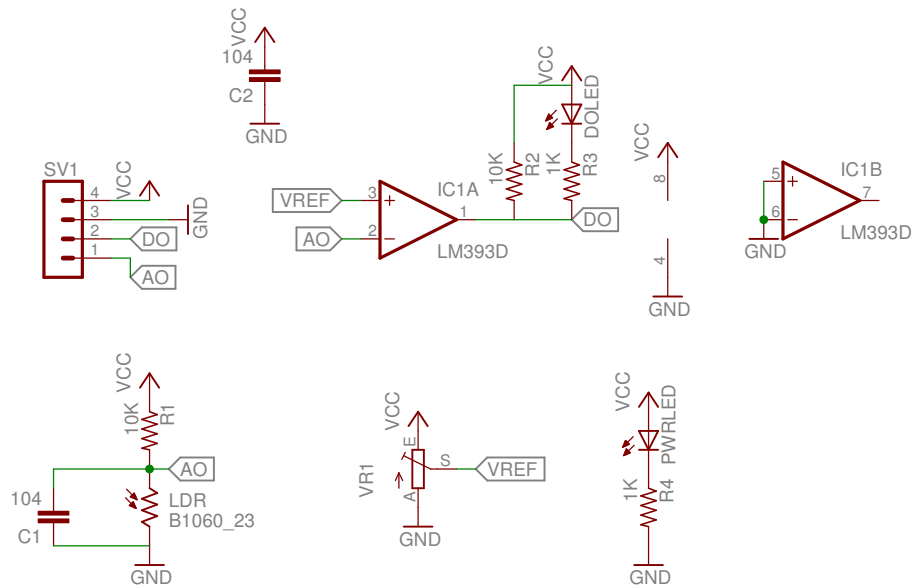 VCC
104
C2
GND
SV1
4
3
2
1
VCC
GND
DO
AO
VREF
AO
3
2
1
IC1A
LM393D
VCC
DOLED
10K
R2
1K
R3
DO
VCC
8
4
GND
5
6
7
IC1B
LM393D
GND
VCC
10K
R1
AO
104
C1
LDR
B1060_23
GND
VCC
E
S
A
VR1
VREF
GND
VCC
PWRLED
1K
R4
GND